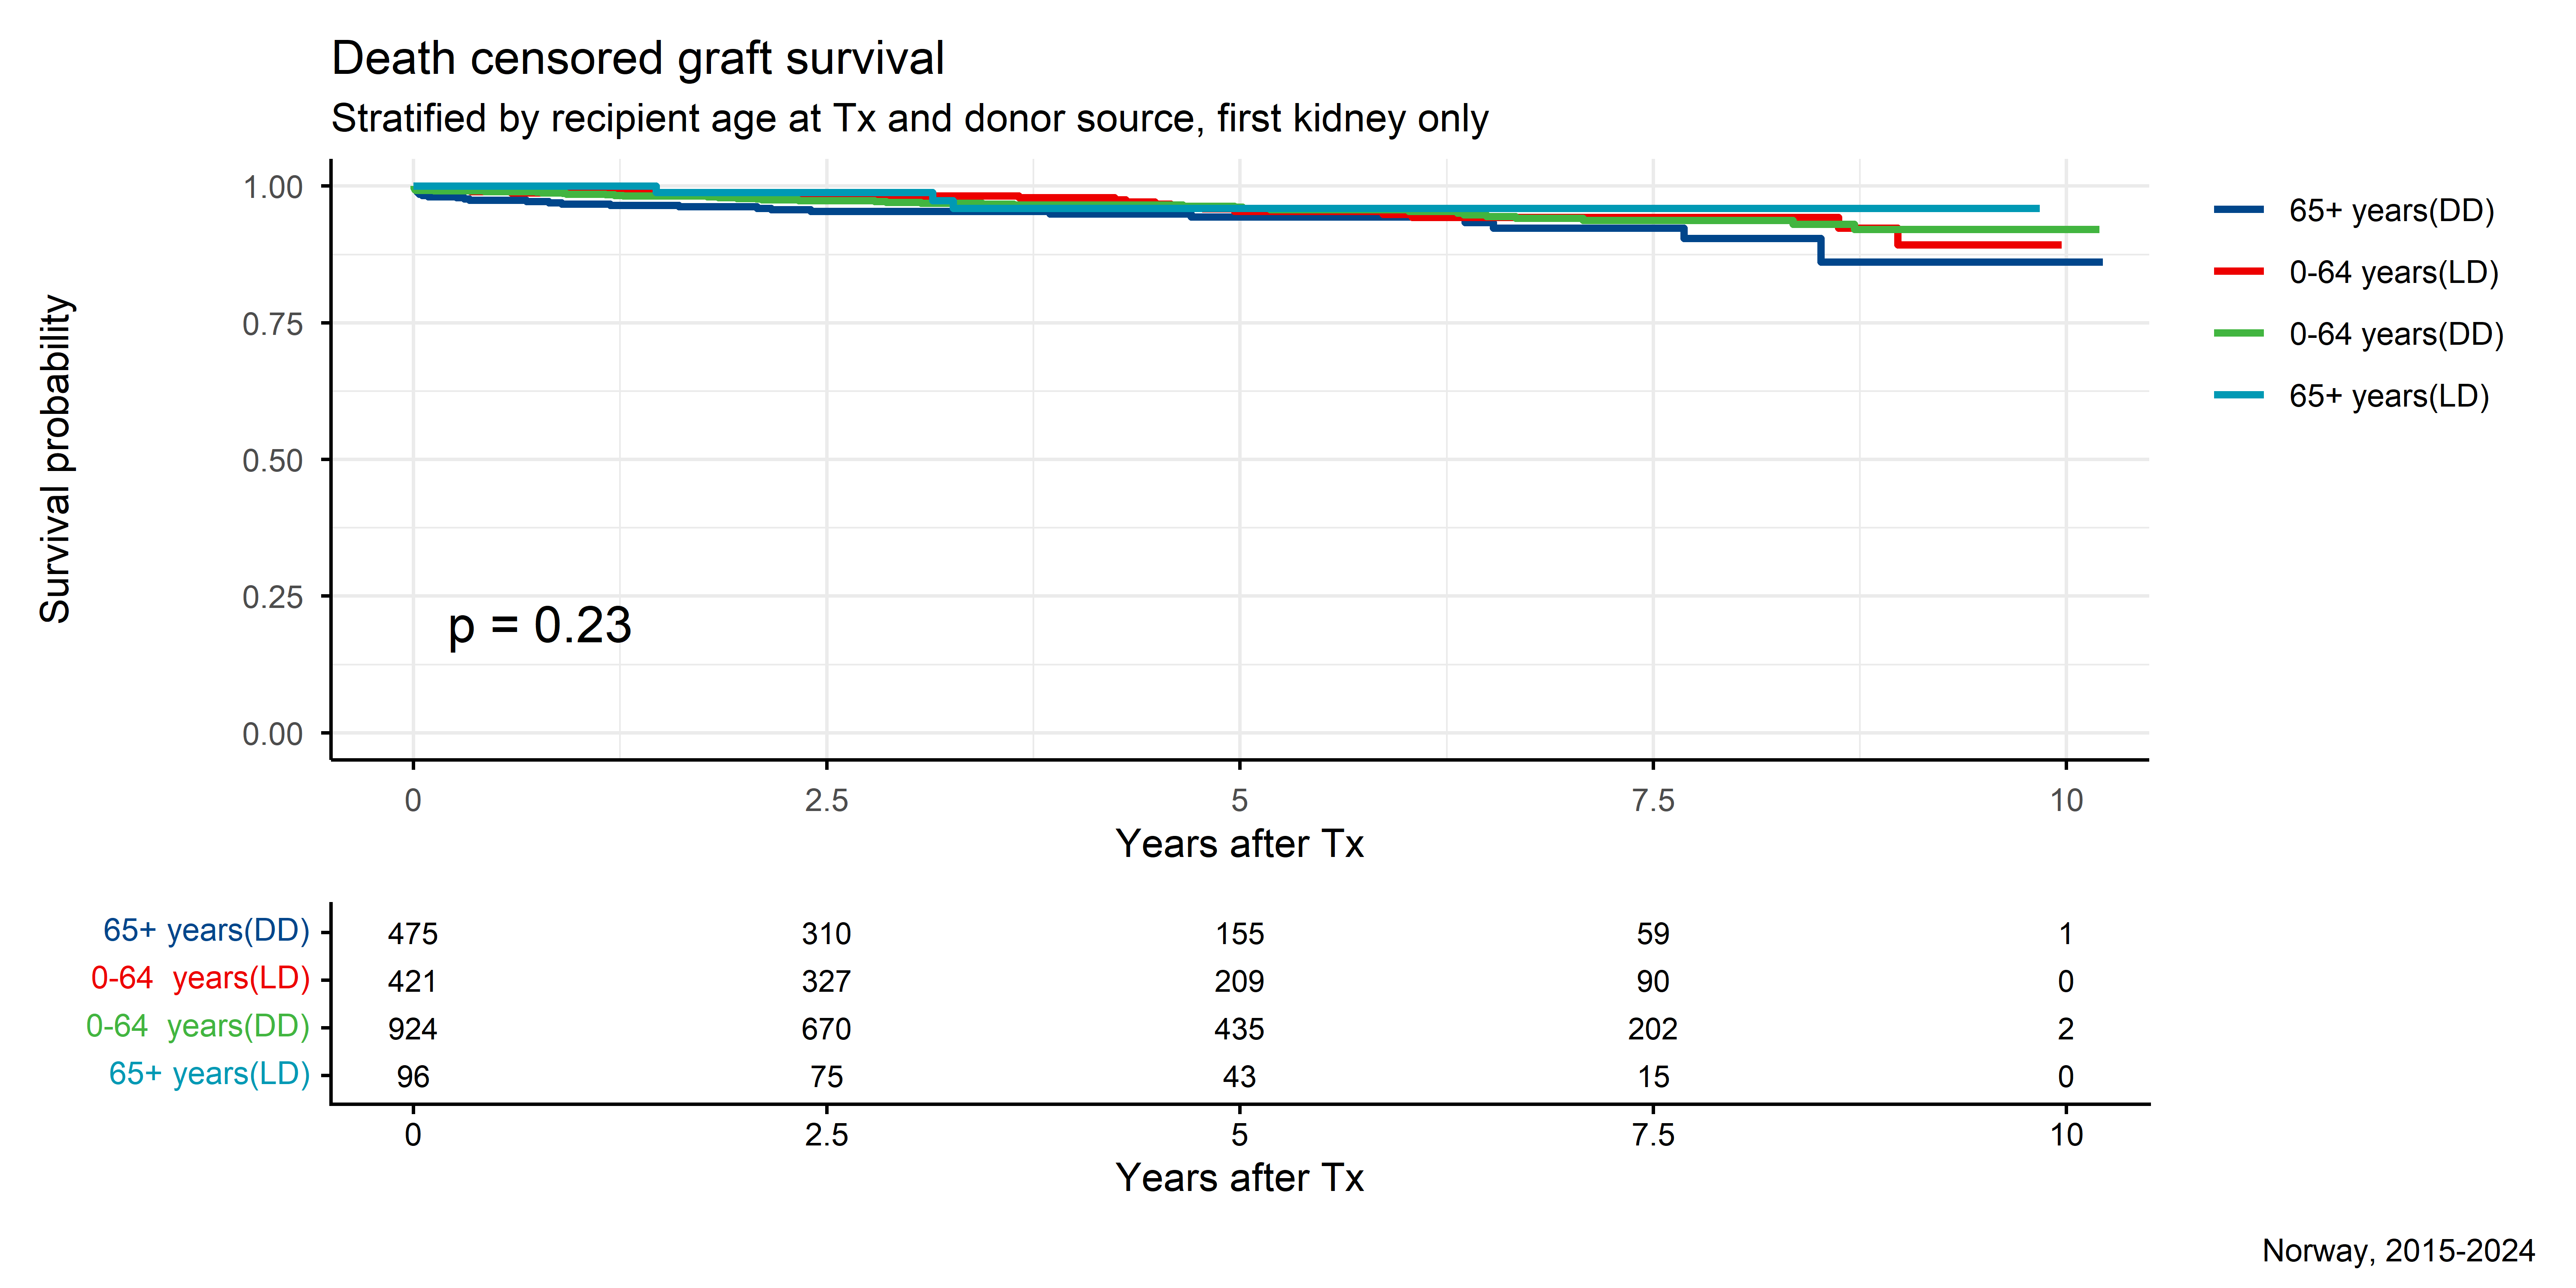 Death censored graft survival
Stratified by recipient age at Tx and donor source, first kidney only
Survival probability
1.00
0.75
0.50
0.25
0.00
p = 0.23
0 2.5 5 7.5 10
Years after Tx
65+ years(DD)
0-64 years(LD)
0-64 years(DD)
65+ years(LD)
65+ years(DD) 475 310 155 59 1
0-64 years(LD) 421 327 209 90 0
0-64 years(DD) 924 670 435 202 2
65+ years(LD) 96 75 43 15 0
0 2.5 5 7.5 10
Years after Tx
Norway, 2015-2024